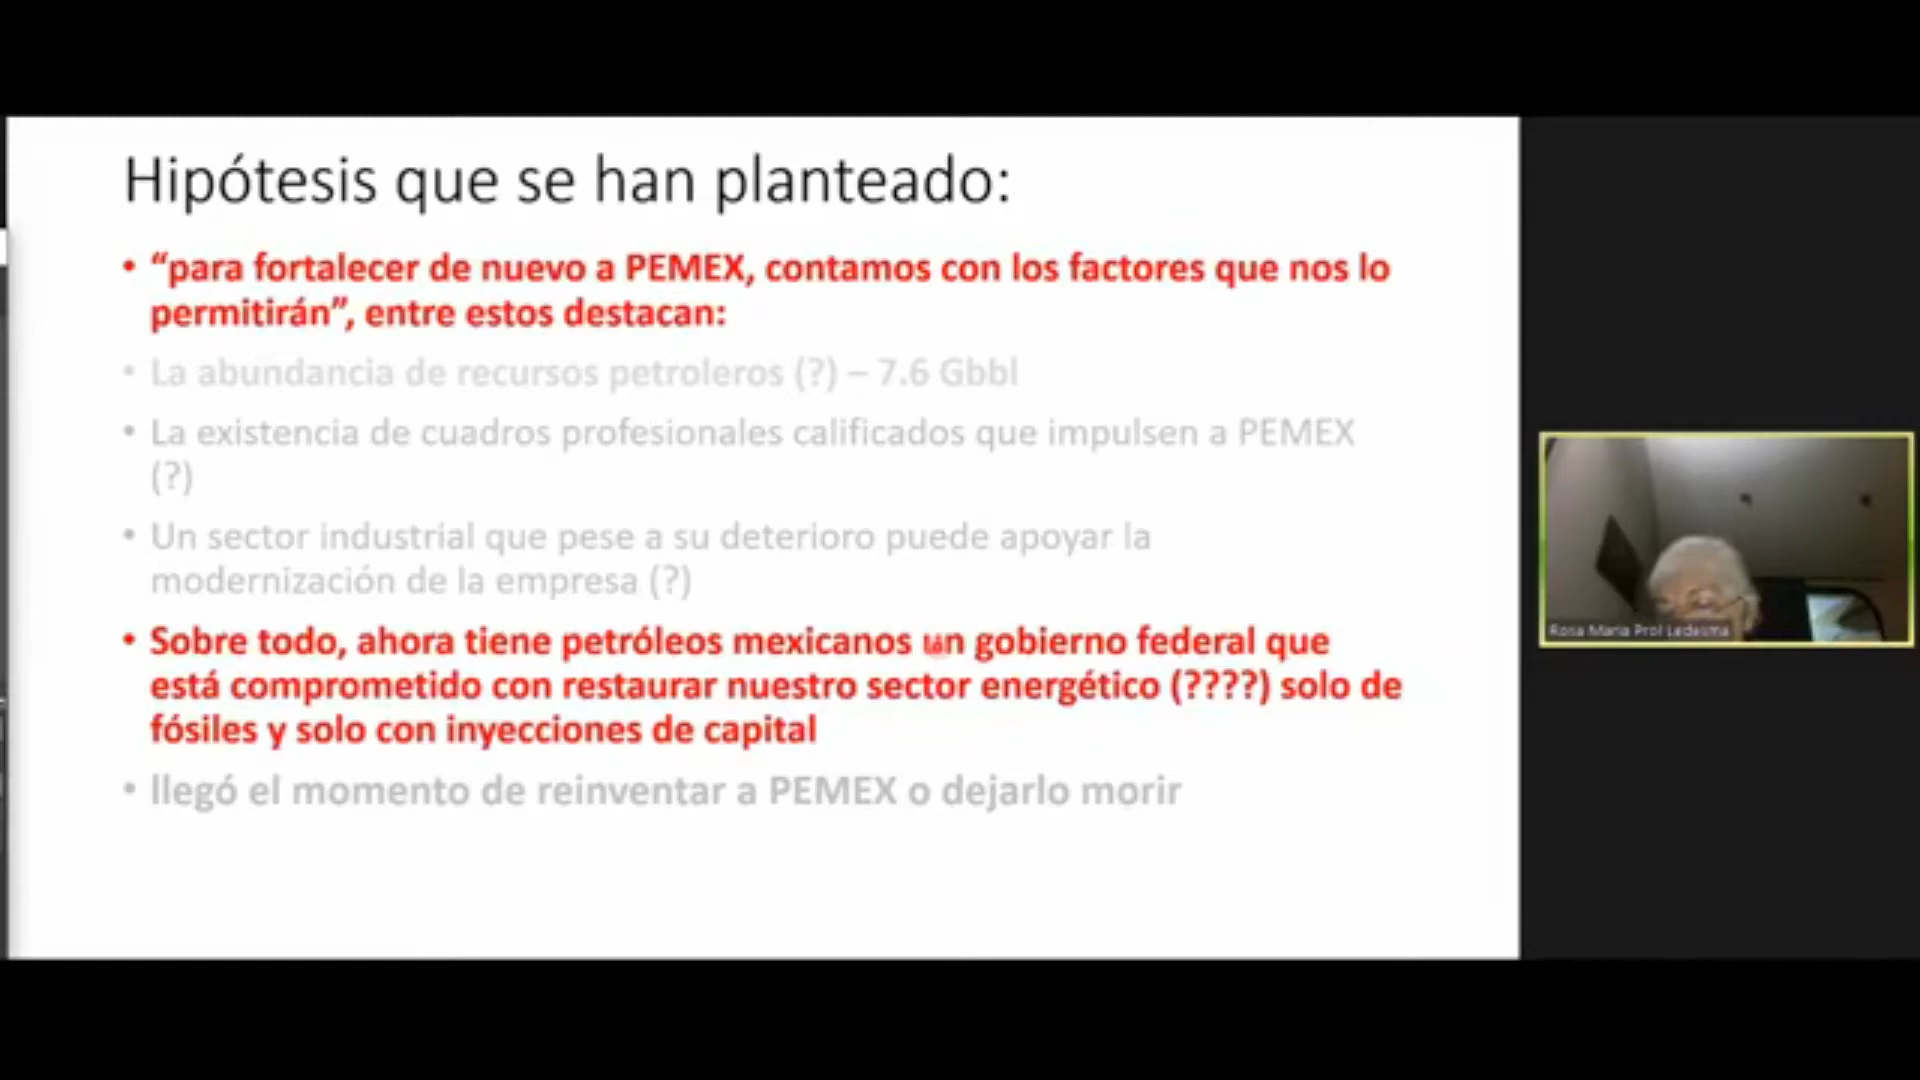 Hipótesis que se han planteado:
• “para fortalecer de nuevo a PEMEX, contamos con los factores que nos lo
permitirán”, entre estos destacan:
• La abundancia de recursos petroleros (?) – 7.6 Gbbl
• La existencia de cuadros profesionales calificados que impulsen a PEMEX
(?)
• Un sector industrial que pese a su deterioro puede apoyar la
modernización de la empresa (?)
• Sobre todo, ahora tiene petróleos mexicanos un gobierno federal que
está comprometido con restaurar nuestro sector energético (????) solo de
fósiles y solo con inyecciones de capital
• llegó el momento de reinventar a PEMEX o dejarlo morir
Rosa Maria Prol Ledesma